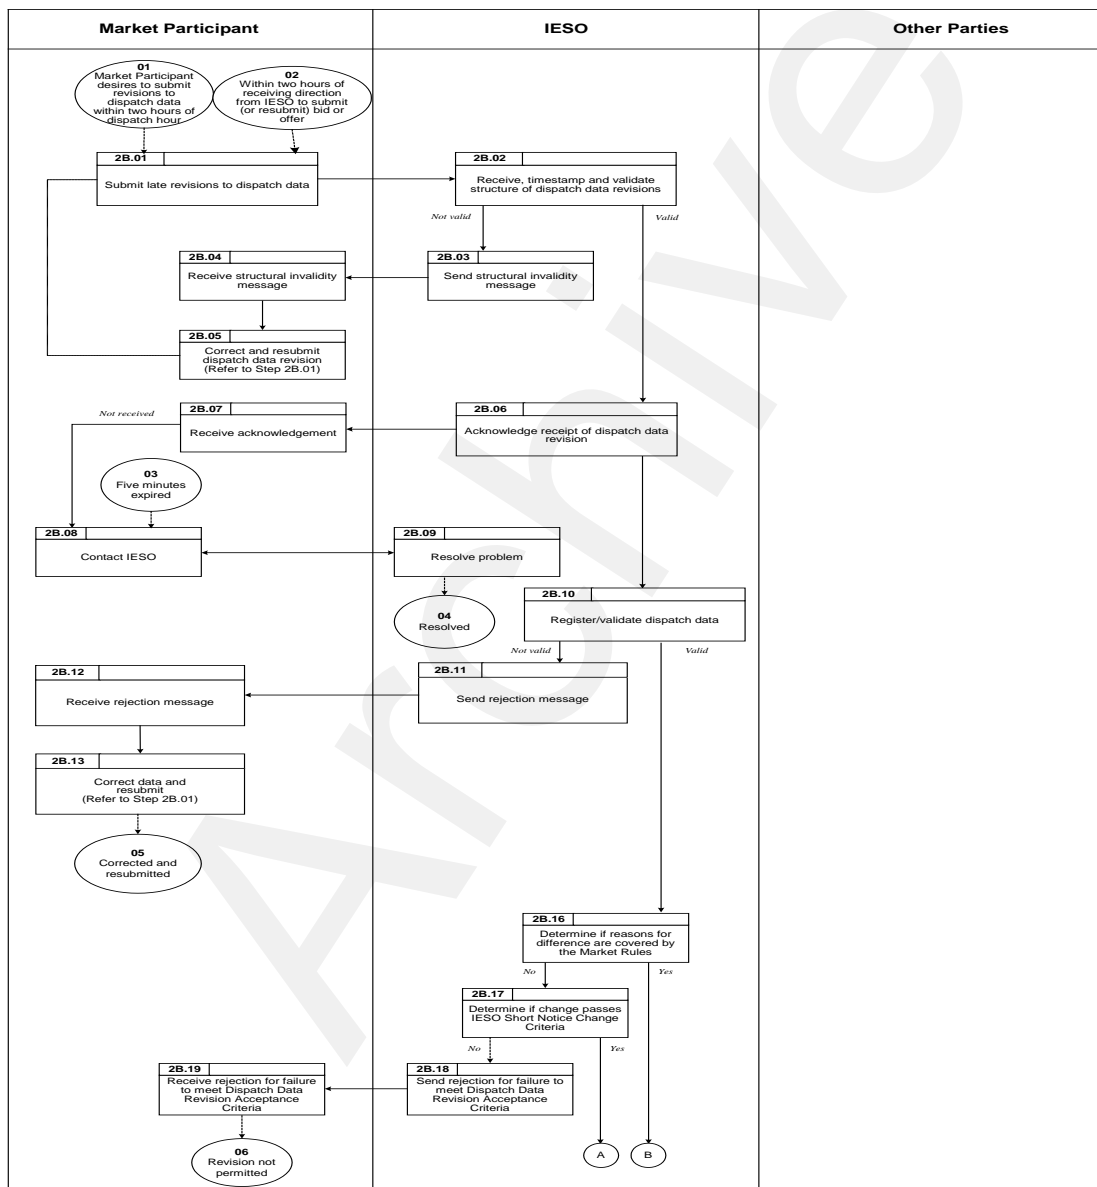 Market Participant
IESO
Other Parties
01
Market Participant
desires to submit
revisions to
dispatch data
within two hours of
dispatch hour
02
Within two hours of
receiving direction
from IESO to submit
(or resubmit) bid or
offer
2B.01
Submit late revisions to dispatch data
2B.02
Receive, timestamp and validate
structure of dispatch data revisions
Not valid
Valid
2B.04
Receive structural invalidity
message
2B.03
Send structural invalidity
message
2B.05
Correct and resubmit
dispatch data revision
(Refer to Step 2B.01)
Not received
2B.07
Receive acknowledgement
2B.06
Acknowledge receipt of dispatch data
revision
03
Five minutes
expired
2B.08
Contact IESO
2B.09
Resolve problem
04
Resolved
2B.10
Register/validate dispatch data
Not valid
Valid
2B.12
Receive rejection message
2B.11
Send rejection message
2B.13
Correct data and
resubmit
(Refer to Step 2B.01)
05
Corrected and
resubmitted
2B.16
Determine if reasons for
difference are covered by
the Market Rules
No
Yes
2B.17
Determine if change passes
IESO Short Notice Change
Criteria
No
Yes
2B.19
Receive rejection for failure
to meet Dispatch Data
Revision Acceptance
Criteria
2B.18
Send rejection for failure to
meet Dispatch Data
Revision Acceptance
Criteria
06
Revision not
permitted
A
B
Archive